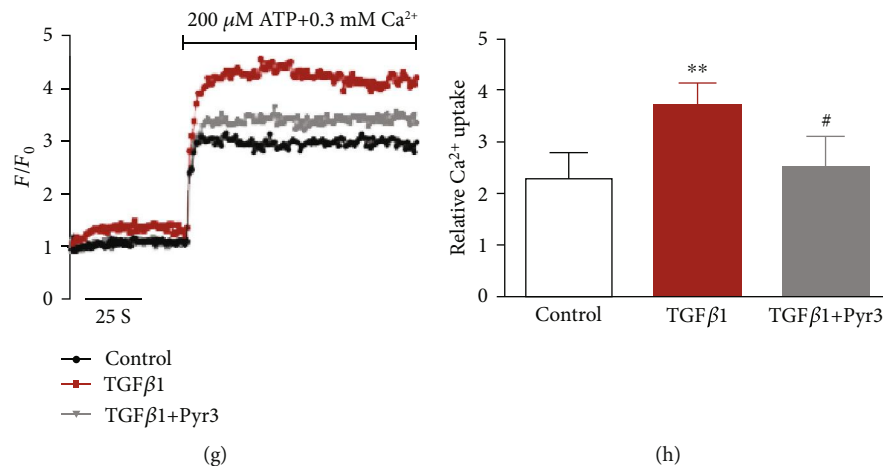 200 μM ATP+0.3 mM Ca²⁺
5
4
3
2
1
0
F/F₀
25 S
Control
TGFβ1
TGFβ1+Pyr3
(g)
5
4
3
2
1
0
Relative Ca²⁺ uptake
**
#
Control
TGFβ1
TGFβ1+Pyr3
(h)